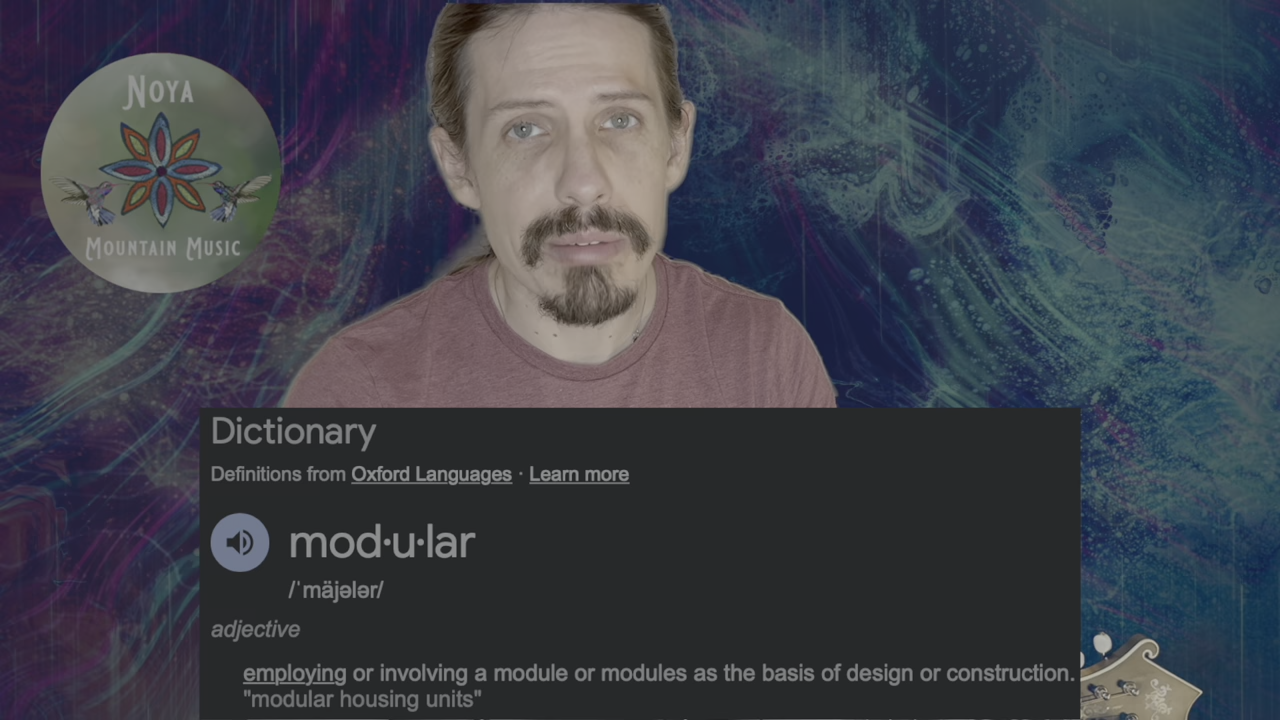 NOYA
MOUNTAIN MUSIC
Dictionary
Definitions from Oxford Languages · Learn more
mod·u·lar
/ˈmäjələr/
adjective
employing or involving a module or modules as the basis of design or construction.
"modular housing units"